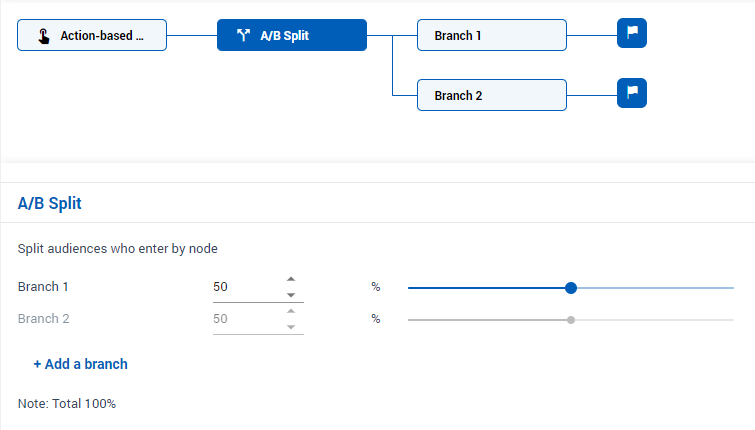 Action-based ...
A/B Split
Branch 1
Branch 2
A/B Split
Split audiences who enter by node
Branch 1 50 %
Branch 2 50 %
+ Add a branch
Note: Total 100%